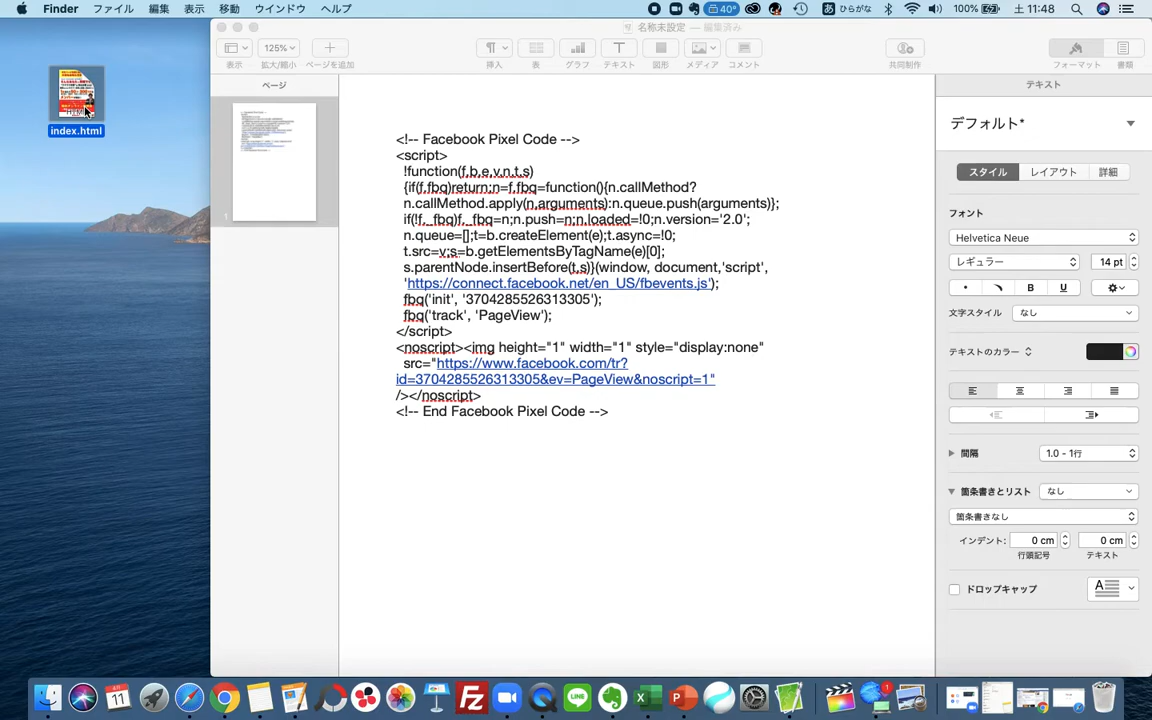 Finder ファイル 編集 表示 移動 ウインドウ ヘルプ
40° あ ひらがな 100% 土 11:48
名称未設定 — 編集済み
125%
表示 拡大/縮小 ページを追加 挿入 表 グラフ テキスト 図形 メディア コメント 共同制作 フォーマット 書類
ページ
テキスト
HTML
index.html
1
<!-- Facebook Pixel Code -->
<script>
!function(f,b,e,v,n,t,s)
{if(f.fbq)return;n=f.fbq=function(){n.callMethod?
n.callMethod.apply(n,arguments):n.queue.push(arguments)};
if(!f._fbq)f._fbq=n;n.push=n;n.loaded=!0;n.version='2.0';
n.queue=[];t=b.createElement(e);t.async=!0;
t.src=v;s=b.getElementsByTagName(e)[0];
s.parentNode.insertBefore(t,s)}(window, document,'script',
'https://connect.facebook.net/en_US/fbevents.js');
fbq('init', '3704285526313305');
fbq('track', 'PageView');
</script>
<noscript><img height="1" width="1" style="display:none"
src="https://www.facebook.com/tr?
id=3704285526313305&ev=PageView&noscript=1"
/></noscript>
<!-- End Facebook Pixel Code -->
デフォルト*
スタイル レイアウト 詳細
フォント
Helvetica Neue
レギュラー 14 pt
B U
文字スタイル なし
テキストのカラー
間隔 1.0 - 1行
箇条書きとリスト なし
箇条書きなし
インデント: 0 cm 0 cm
行頭記号 テキスト
ドロップキャップ A
11
Fz
LINE
X
P
1